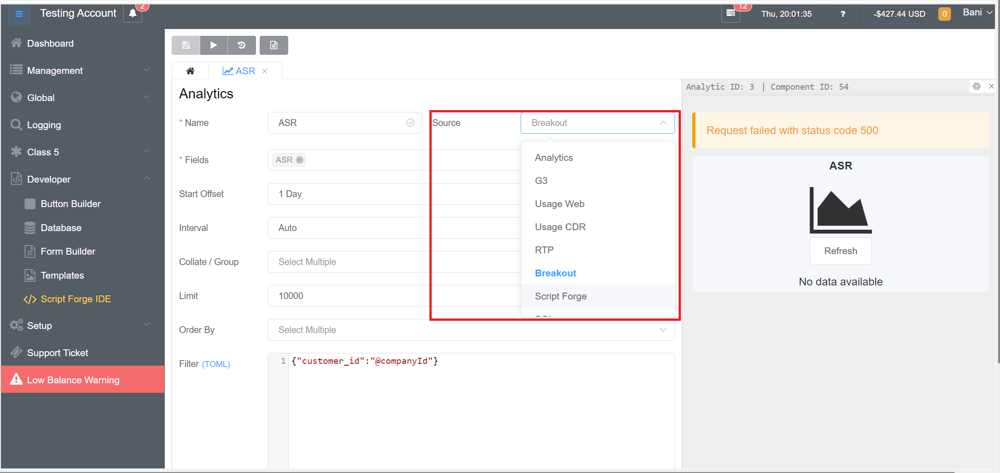 Testing Account
2
12
Thu, 20:01:35
?
-$427.44 USD
0
Bani
Dashboard
Management
Global
Logging
Class 5
Developer
Button Builder
Database
Form Builder
Templates
Script Forge IDE
Setup
Support Ticket
Low Balance Warning
ASR
Analytics
* Name
ASR
Source
Breakout
Analytics
G3
Usage Web
Usage CDR
RTP
Breakout
Script Forge
* Fields
ASR
Start Offset
1 Day
Interval
Auto
Collate / Group
Select Multiple
Limit
10000
Order By
Select Multiple
Filter (TOML)
1
{"customer_id":"@companyId"}
Analytic ID: 3 | Component ID: 54
Request failed with status code 500
ASR
Refresh
No data available